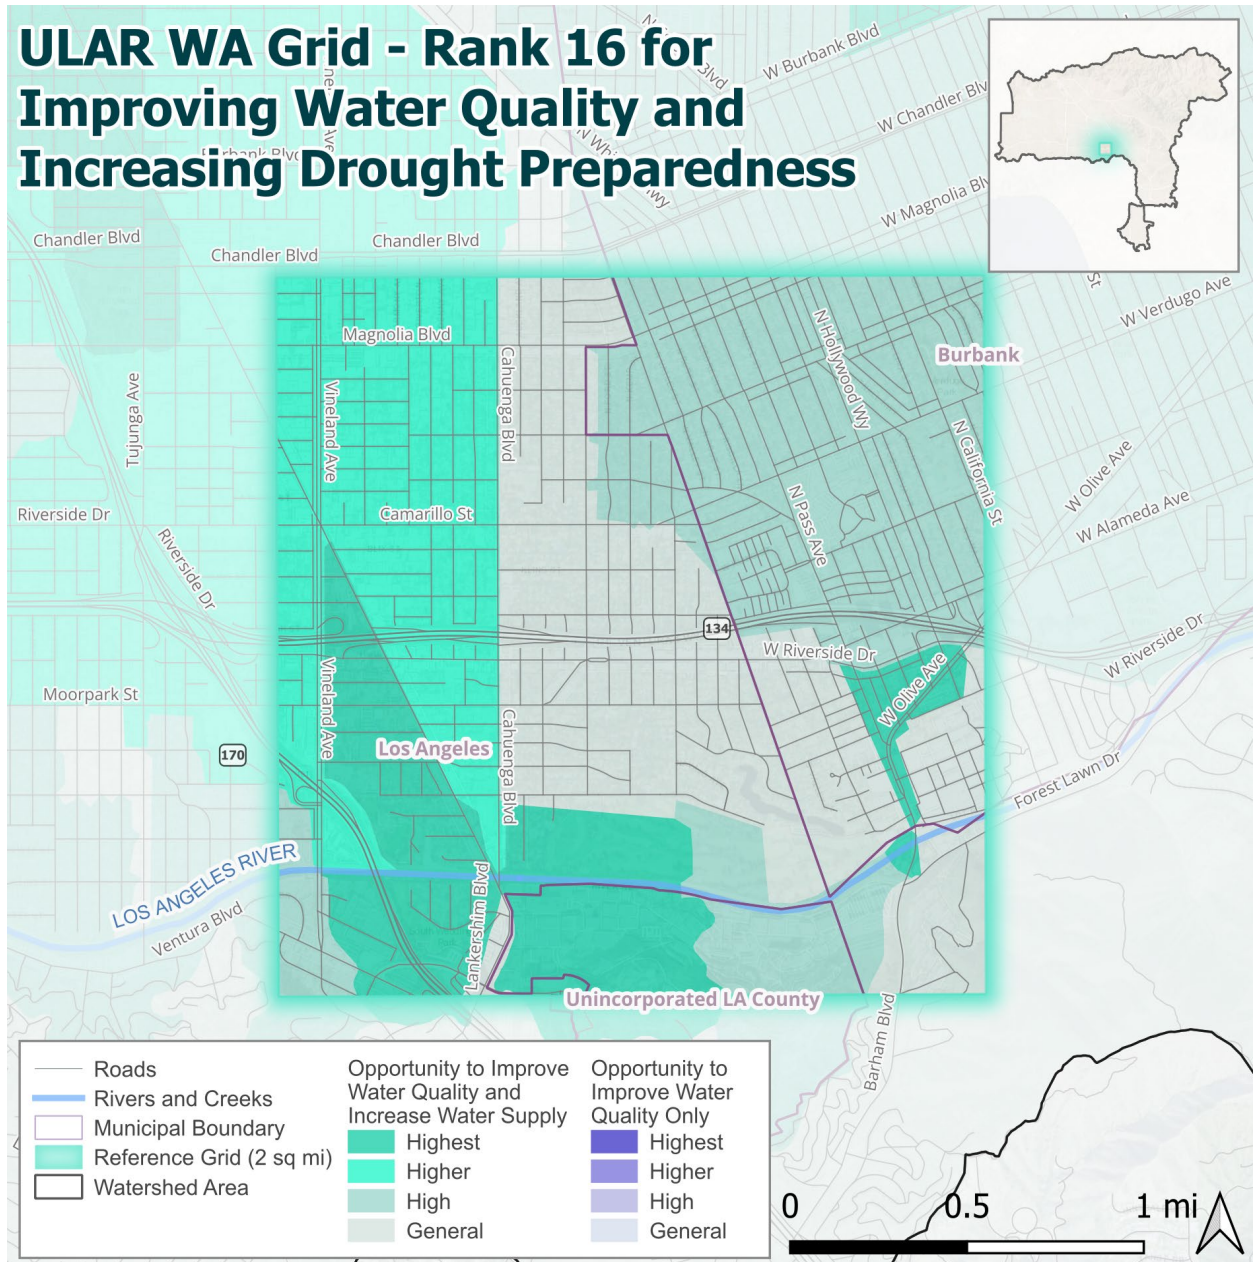 ULAR WA Grid - Rank 16 for
Improving Water Quality and
Increasing Drought Preparedness
W Burbank Blvd
W Chandler Blv
W Magnolia Blv
St
W Verdugo Ave
Burbank Blvd
Chandler Blvd
Chandler Blvd
Chandler Blvd
Magnolia Blvd
N Hollywood Wy
Burbank
Tujunga Ave
Vineland Ave
Cahuenga Blvd
N California St
W Olive Ave
Riverside Dr
Camarillo St
N Pass Ave
W Alameda Ave
Riverside Dr
134
W Riverside Dr
W Riverside Dr
Moorpark St
Vineland Ave
Los Angeles
Cahuenga Blvd
W Olive Ave
170
Forest Lawn Dr
LOS ANGELES RIVER
Ventura Blvd
Lankershim Blvd
Unincorporated LA County
Barham Blvd
Roads
Rivers and Creeks
Municipal Boundary
Reference Grid (2 sq mi)
Watershed Area
Opportunity to Improve
Water Quality and
Increase Water Supply
Highest
Higher
High
General
Opportunity to
Improve Water
Quality Only
Highest
Higher
High
General
0 0.5 1 mi